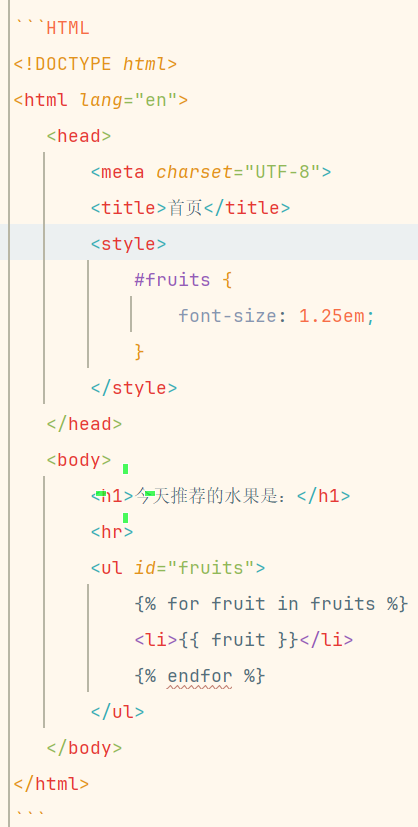 ```HTML
<!DOCTYPE html>
<html lang="en">
<head>
<meta charset="UTF-8">
<title>首页</title>
<style>
#fruits {
font-size: 1.25em;
}
</style>
</head>
<body>
<h1>今天推荐的水果是：</h1>
<hr>
<ul id="fruits">
{% for fruit in fruits %}
<li>{{ fruit }}</li>
{% endfor %}
</ul>
</body>
</html>
```